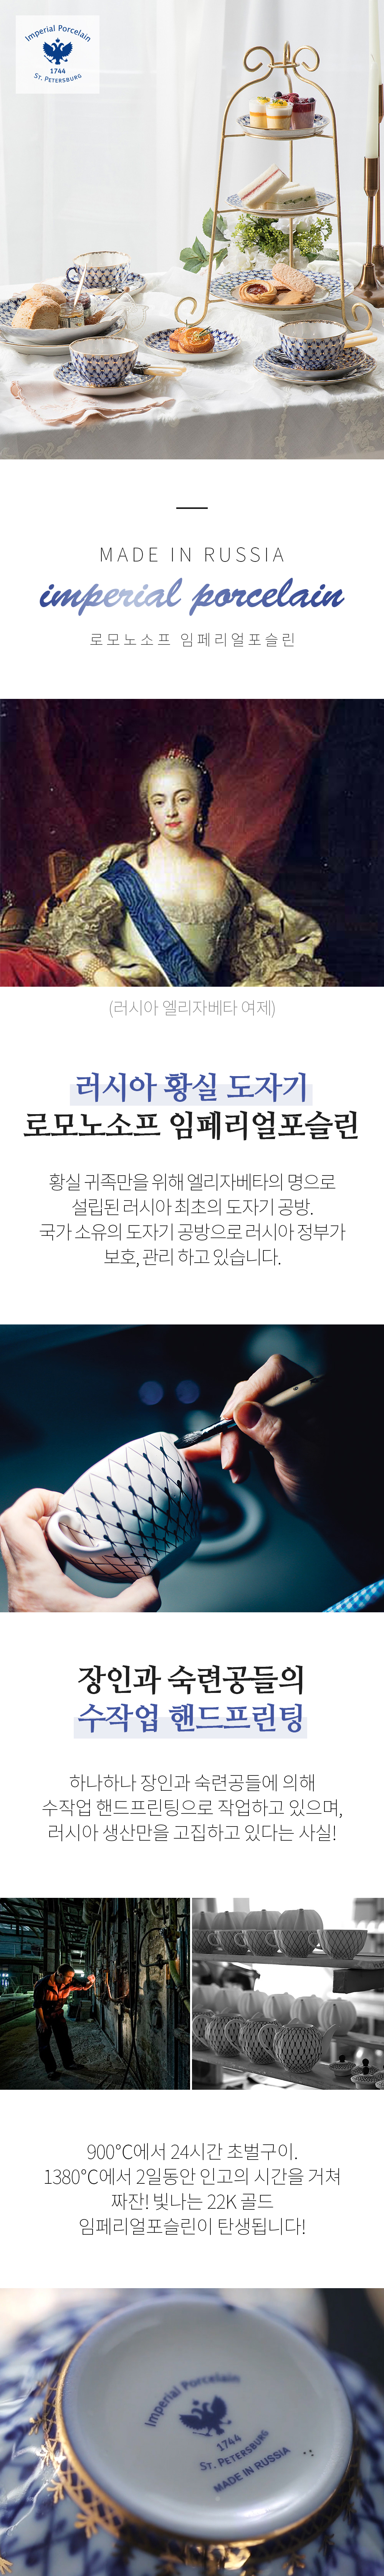 Imperial Porcelain
1744
St. Petersburg
MADE IN RUSSIA
imperial porcelain
로모노소프 임페리얼포슬린
(러시아 엘리자베타 여제)
러시아 황실 도자기
로모노소프 임페리얼포슬린
황실 귀족만을 위해 엘리자베타의 명으로
설립된 러시아 최초의 도자기 공방.
국가 소유의 도자기 공방으로 러시아 정부가
보호, 관리 하고 있습니다.
장인과 숙련공들의
수작업 핸드프린팅
하나하나 장인과 숙련공들에 의해
수작업 핸드프린팅으로 작업하고 있으며,
러시아 생산만을 고집하고 있다는 사실!
900℃에서 24시간 초벌구이.
1380℃에서 2일동안 인고의 시간을 거쳐
짜잔! 빛나는 22K 골드
임페리얼포슬린이 탄생됩니다!
Imperial Porcelain
1744
St. Petersburg
MADE IN RUSSIA